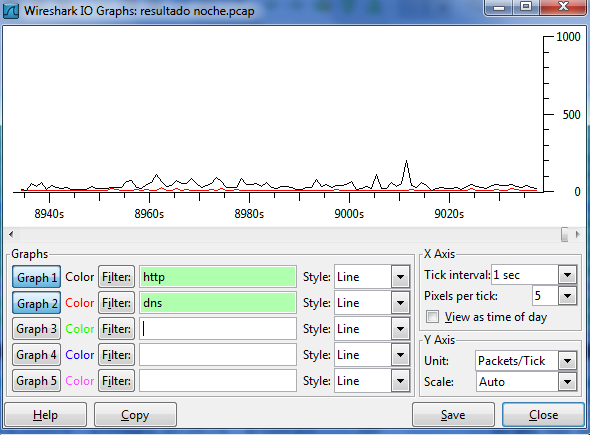 Wireshark IO Graphs: resultado noche.pcap
1000
500
0
8940s 8960s 8980s 9000s 9020s
Graphs
Graph 1 Color Filter: http Style: Line
Graph 2 Color Filter: dns Style: Line
Graph 3 Color Filter: Style: Line
Graph 4 Color Filter: Style: Line
Graph 5 Color Filter: Style: Line
X Axis
Tick interval: 1 sec
Pixels per tick: 5
View as time of day
Y Axis
Unit: Packets/Tick
Scale: Auto
Help Copy Save Close